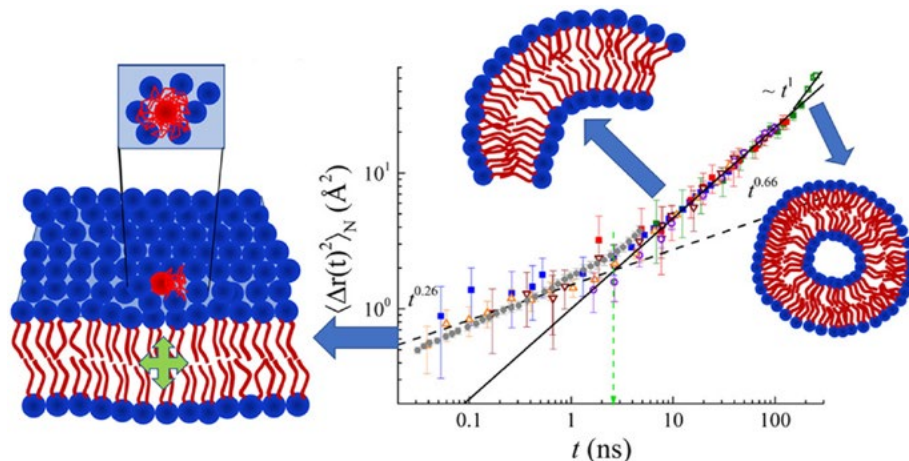 ⟨Δr(t)²⟩_N (Å²)
10¹
10⁰
t^0.26
~ t¹
t^0.66
0.1 1 10 100
t (ns)